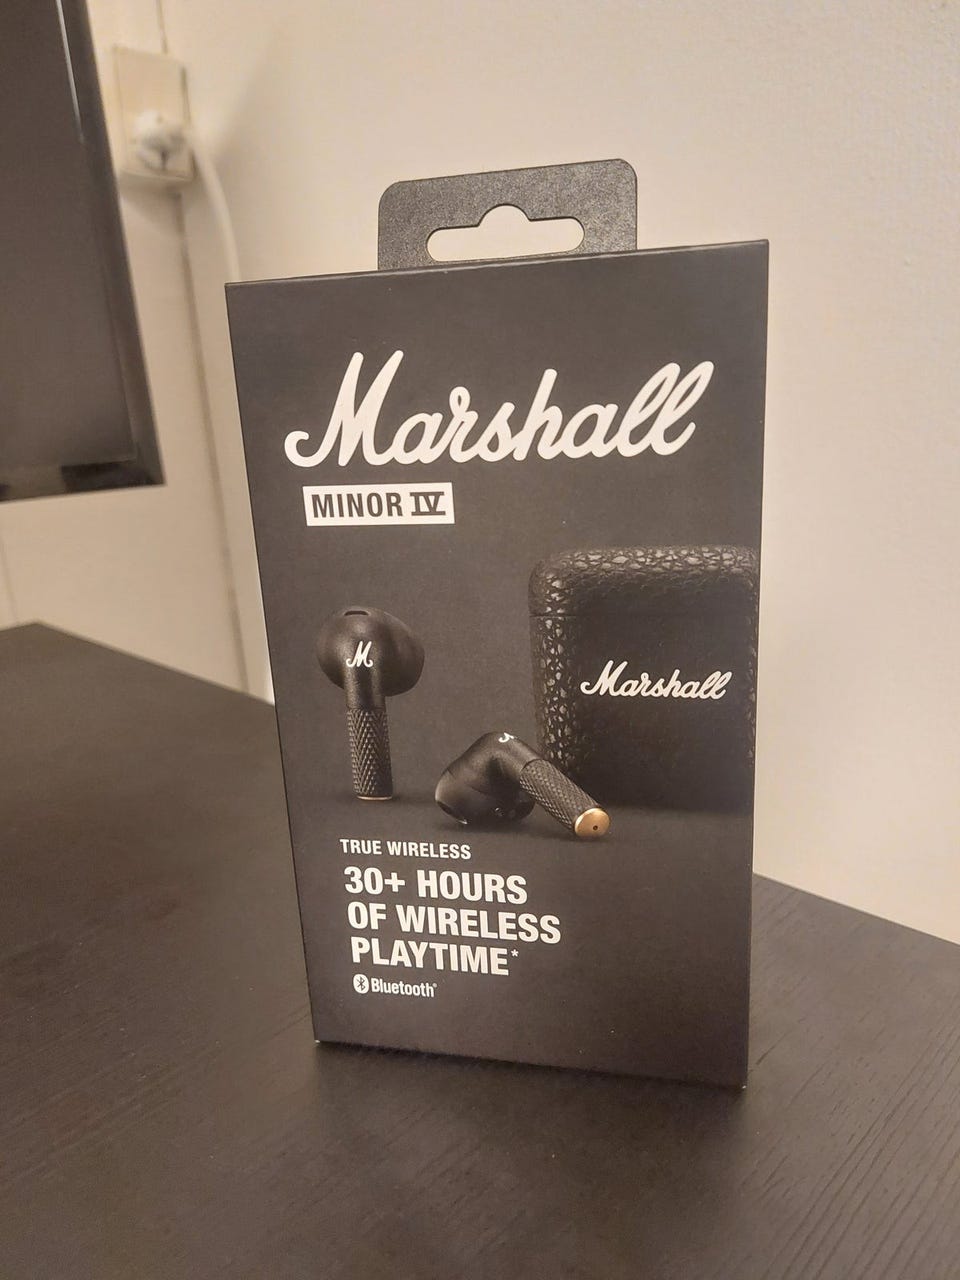 Marshall
MINOR IV
M
Marshall
TRUE WIRELESS
30+ HOURS
OF WIRELESS
PLAYTIME*
Bluetooth®